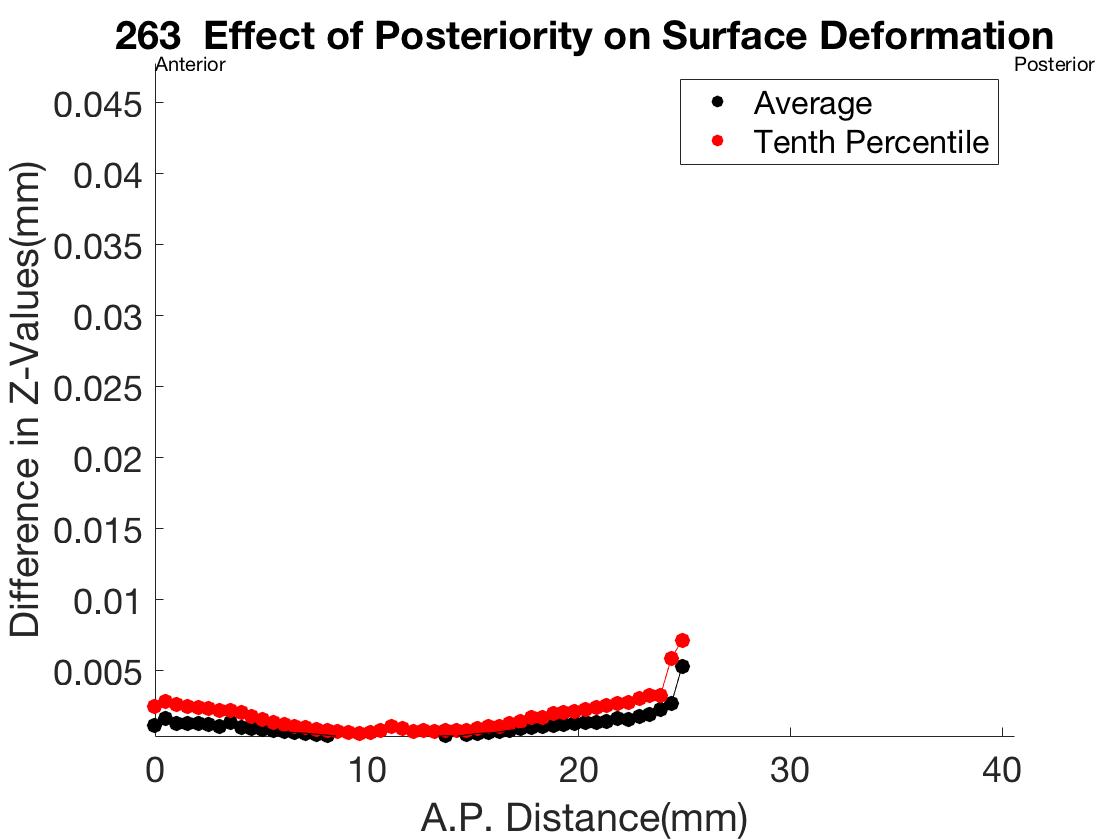 263  Effect of Posteriority on Surface Deformation
Anterior
Posterior
Average
Tenth Percentile
Difference in Z-Values(mm)
0.045
0.04
0.035
0.03
0.025
0.02
0.015
0.01
0.005
0
10
20
30
40
A.P. Distance(mm)